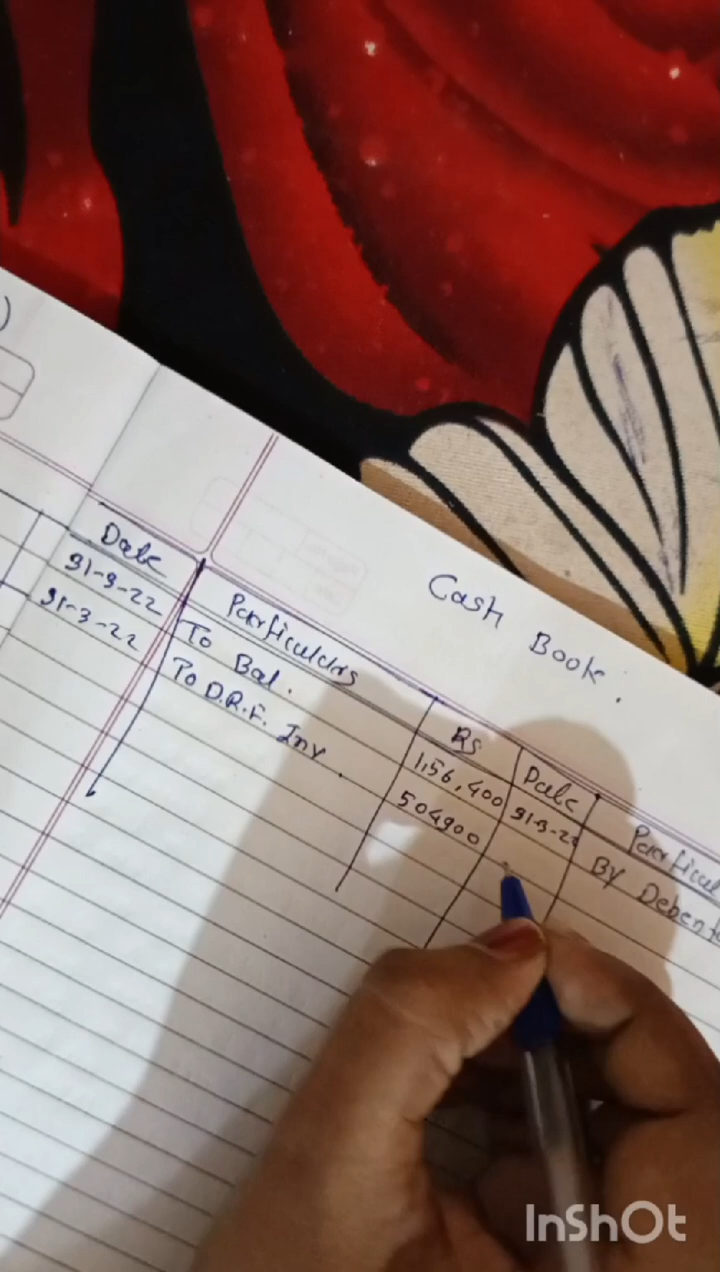 Cash Book.
Date Particulars Rs Date Particul
31-3-22 To Bal. 1,56,400 31-3-22 By Debent
31-3-22 To D.R.F. Inv. 504900
InShOt